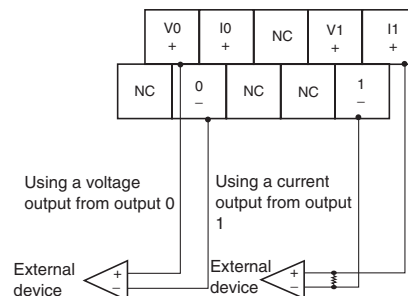 V0 I0 NC V1 I1
+ + + +
NC 0 NC NC 1
– –
Using a voltage
output from output 0
Using a current
output from output
1
External
device
+
–
External
device
+
–